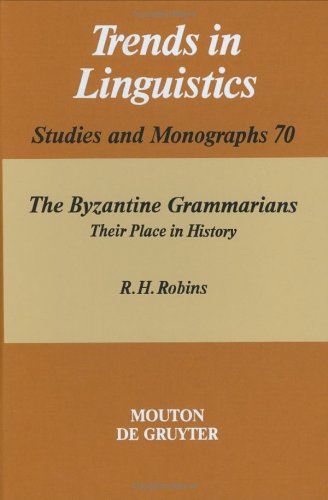 Trends in
Linguistics
Studies and Monographs 70
The Byzantine Grammarians
Their Place in History
R.H. Robins
MOUTON
DE GRUYTER